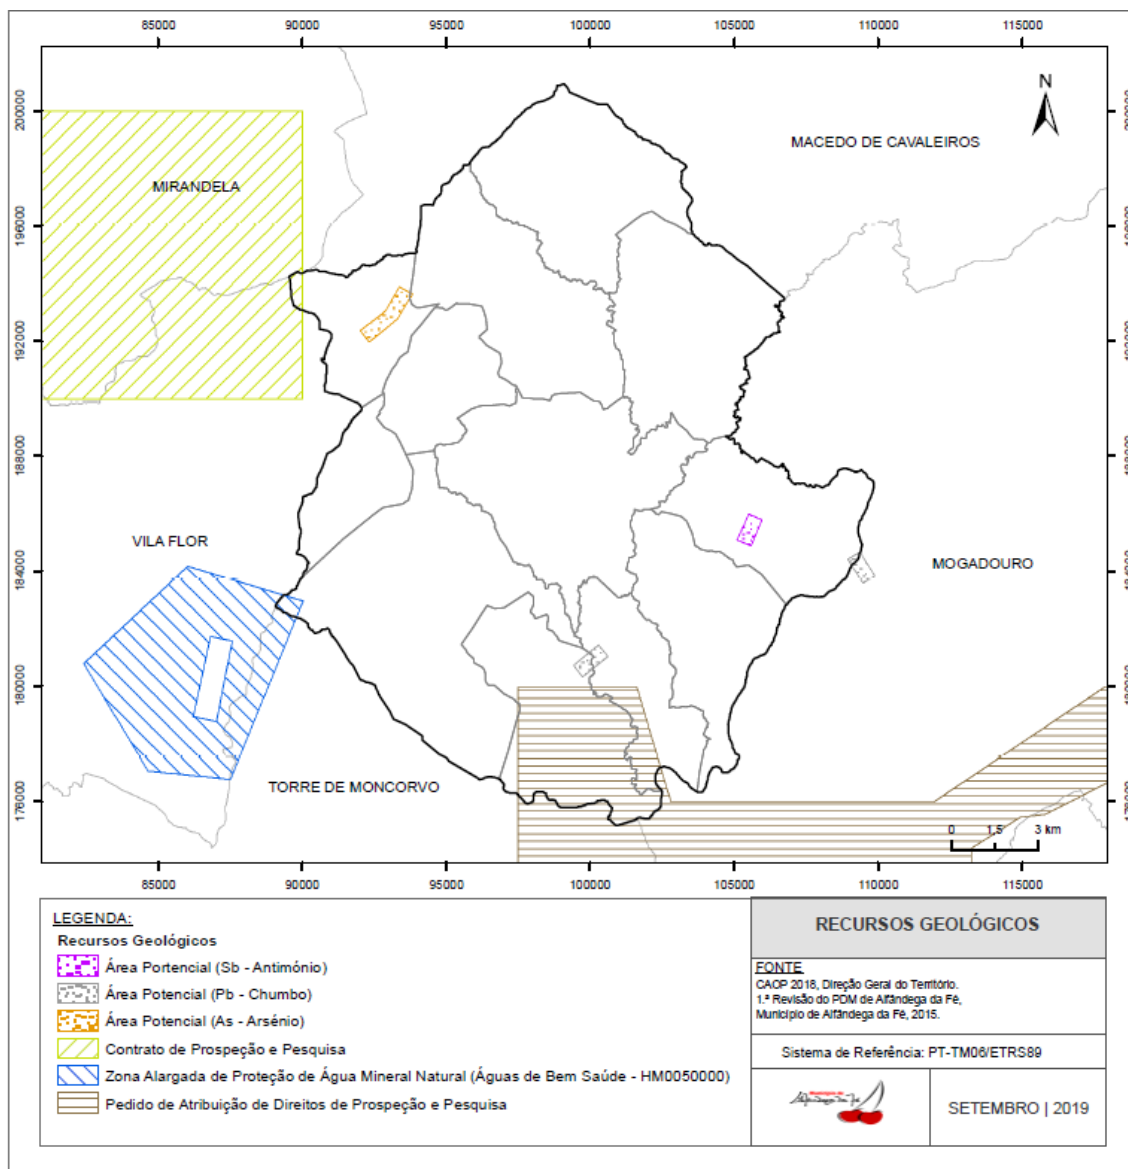 85000 90000 95000 100000 105000 110000 115000
N
200000
196000
192000
188000
184000
180000
176000
MACEDO DE CAVALEIROS
MIRANDELA
VILA FLOR
MOGADOURO
TORRE DE MONCORVO
0 1,5 3 km
85000 90000 95000 100000 105000 110000 115000
LEGENDA:
Recursos Geológicos
Área Portencial (Sb - Antimónio)
Área Potencial (Pb - Chumbo)
Área Potencial (As - Arsénio)
Contrato de Prospeção e Pesquisa
Zona Alargada de Proteção de Água Mineral Natural (Águas de Bem Saúde - HM0050000)
Pedido de Atribuição de Direitos de Prospeção e Pesquisa
RECURSOS GEOLÓGICOS
FONTE
CAOP 2018, Direção Geral do Território.
1.ª Revisão do PDM de Alfândega da Fé,
Município de Alfândega da Fé, 2015.
Sistema de Referência: PT-TM06/ETRS89
SETEMBRO | 2019